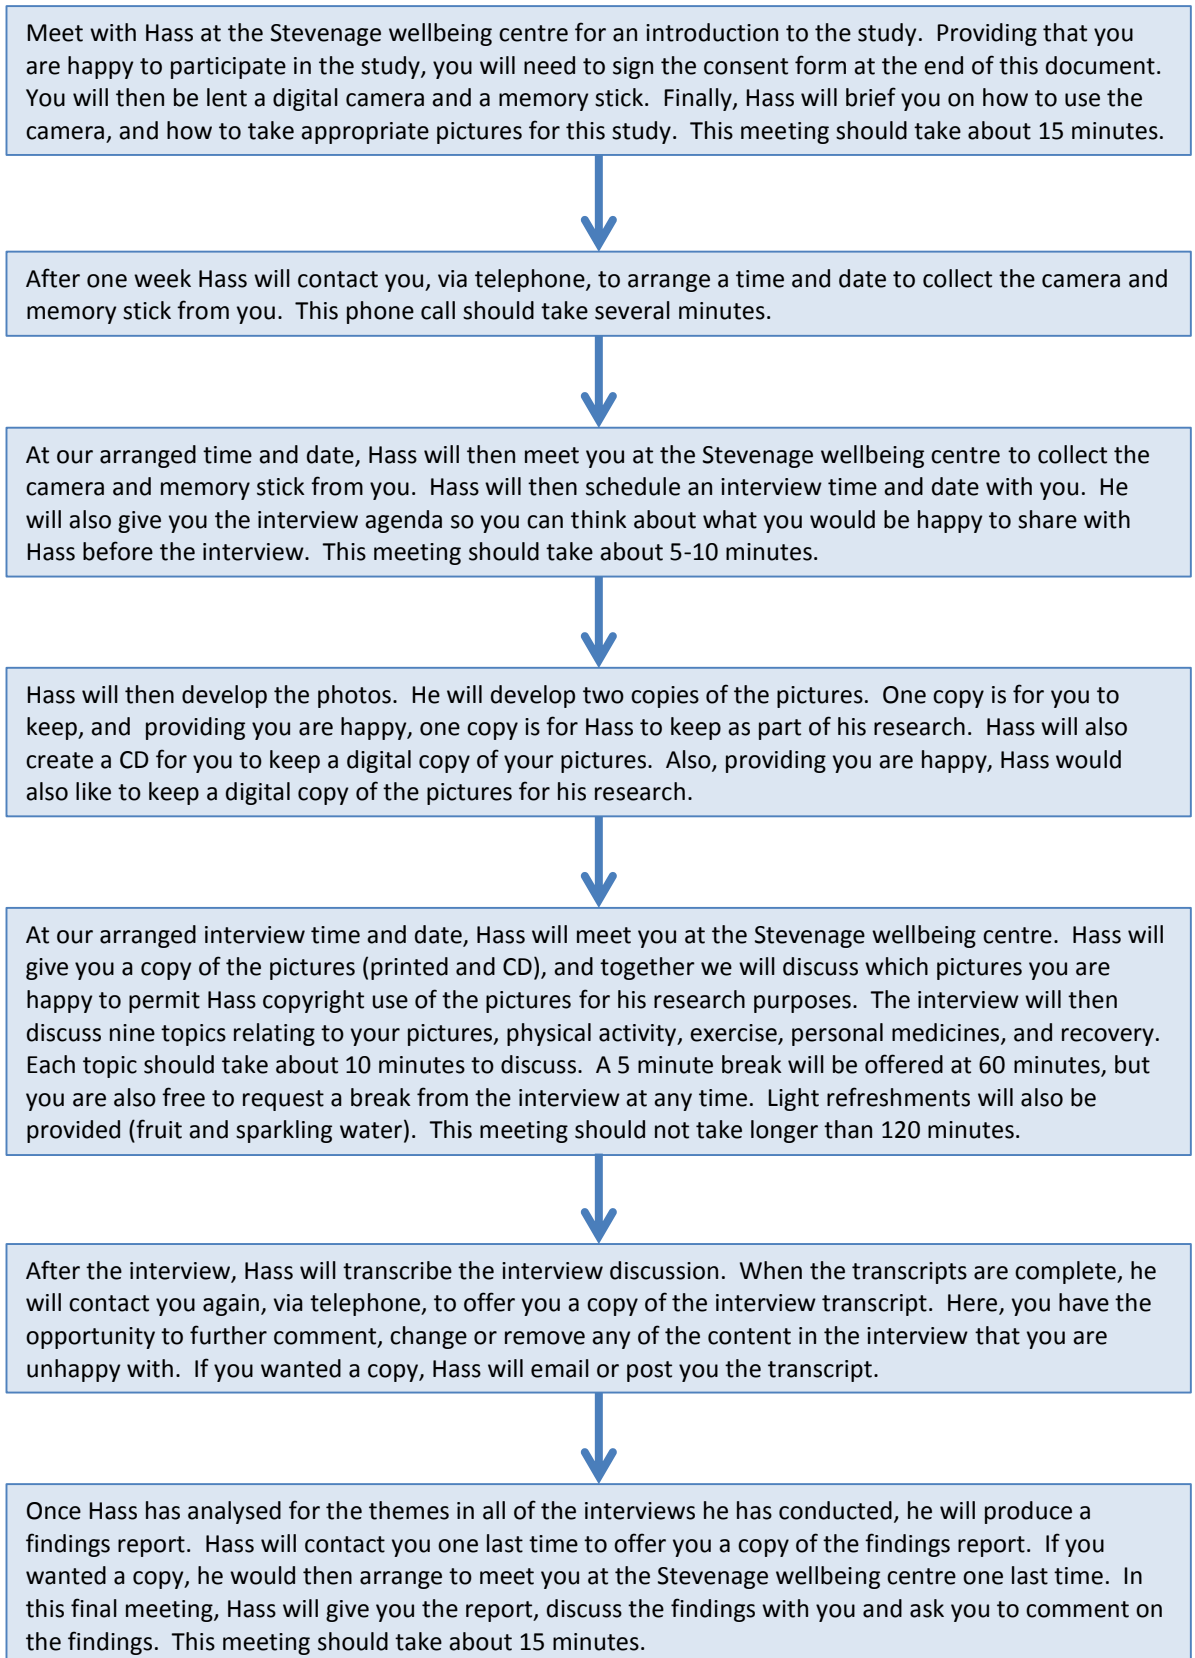 Meet with Hass at the Stevenage wellbeing centre for an introduction to the study.  Providing that you
are happy to participate in the study, you will need to sign the consent form at the end of this document.
You will then be lent a digital camera and a memory stick.  Finally, Hass will brief you on how to use the
camera, and how to take appropriate pictures for this study.  This meeting should take about 15 minutes.
After one week Hass will contact you, via telephone, to arrange a time and date to collect the camera and
memory stick from you.  This phone call should take several minutes.
At our arranged time and date, Hass will then meet you at the Stevenage wellbeing centre to collect the
camera and memory stick from you.  Hass will then schedule an interview time and date with you.  He
will also give you the interview agenda so you can think about what you would be happy to share with
Hass before the interview.  This meeting should take about 5-10 minutes.
Hass will then develop the photos.  He will develop two copies of the pictures.  One copy is for you to
keep, and  providing you are happy, one copy is for Hass to keep as part of his research.  Hass will also
create a CD for you to keep a digital copy of your pictures.  Also, providing you are happy, Hass would
also like to keep a digital copy of the pictures for his research.
At our arranged interview time and date, Hass will meet you at the Stevenage wellbeing centre.  Hass will
give you a copy of the pictures (printed and CD), and together we will discuss which pictures you are
happy to permit Hass copyright use of the pictures for his research purposes.  The interview will then
discuss nine topics relating to your pictures, physical activity, exercise, personal medicines, and recovery.
Each topic should take about 10 minutes to discuss.  A 5 minute break will be offered at 60 minutes, but
you are also free to request a break from the interview at any time.  Light refreshments will also be
provided (fruit and sparkling water).  This meeting should not take longer than 120 minutes.
After the interview, Hass will transcribe the interview discussion.  When the transcripts are complete, he
will contact you again, via telephone, to offer you a copy of the interview transcript.  Here, you have the
opportunity to further comment, change or remove any of the content in the interview that you are
unhappy with.  If you wanted a copy, Hass will email or post you the transcript.
Once Hass has analysed for the themes in all of the interviews he has conducted, he will produce a
findings report.  Hass will contact you one last time to offer you a copy of the findings report.  If you
wanted a copy, he would then arrange to meet you at the Stevenage wellbeing centre one last time.  In
this final meeting, Hass will give you the report, discuss the findings with you and ask you to comment on
the findings.  This meeting should take about 15 minutes.